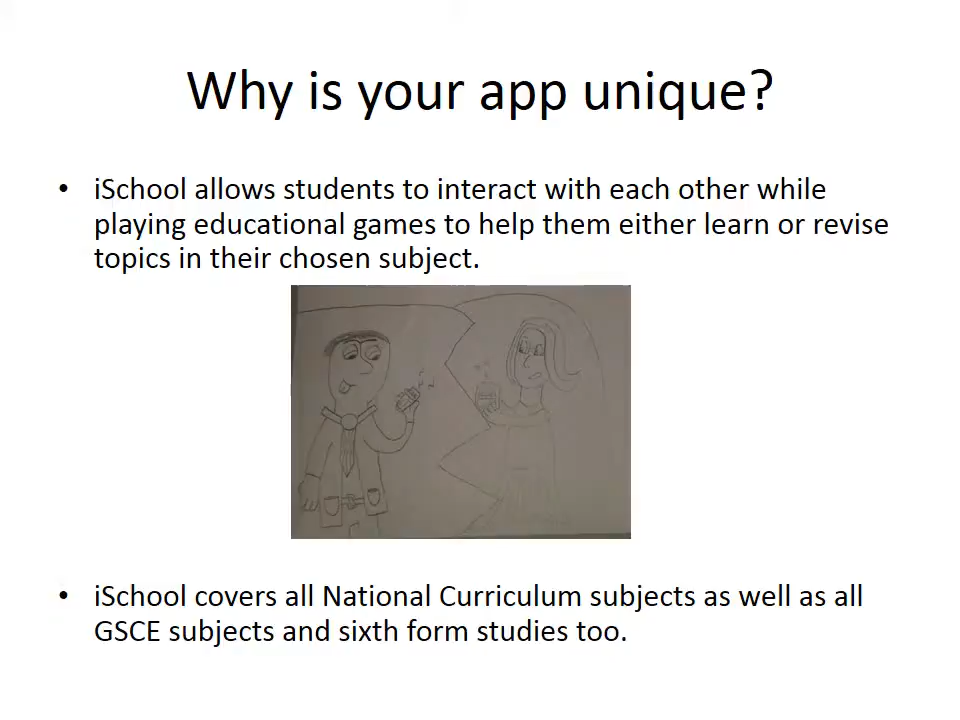 Why is your app unique?
• iSchool allows students to interact with each other while
playing educational games to help them either learn or revise
topics in their chosen subject.
• iSchool covers all National Curriculum subjects as well as all
GSCE subjects and sixth form studies too.